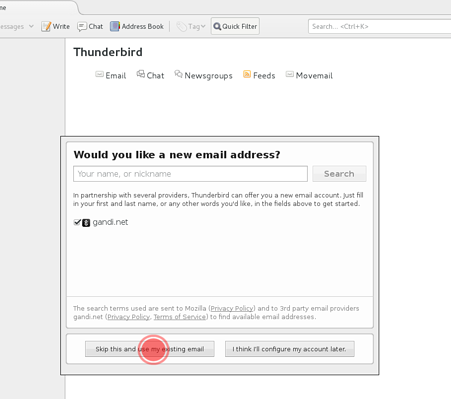 me
essages Write Chat Address Book Tag Quick Filter Search... <Ctrl+K>
Thunderbird
Email Chat Newsgroups Feeds Movemail
Would you like a new email address?
Your name, or nickname Search
In partnership with several providers, Thunderbird can offer you a new email account. Just fill
in your first and last name, or any other words you'd like, in the fields above to get started.
gandi.net
The search terms used are sent to Mozilla (Privacy Policy) and to 3rd party email providers
gandi.net (Privacy Policy, Terms of Service) to find available email addresses.
Skip this and use my existing email I think I'll configure my account later.